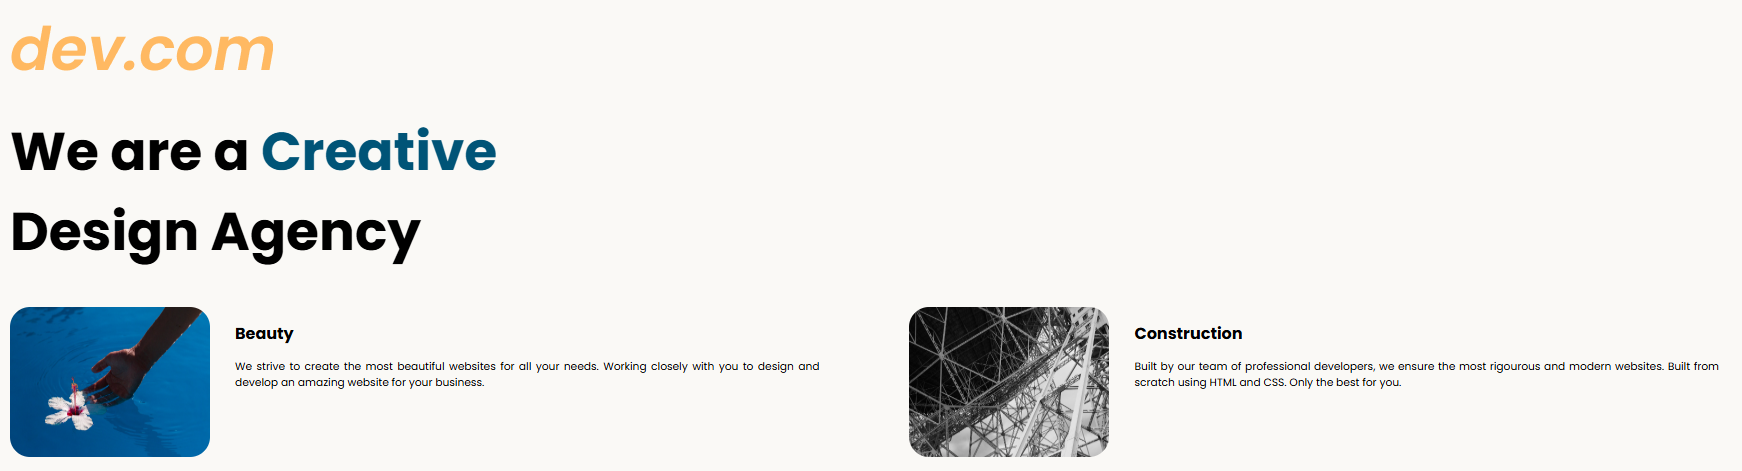 dev.com
We are a Creative
Design Agency
Beauty
We strive to create the most beautiful websites for all your needs. Working closely with you to design and
develop an amazing website for your business.
Construction
Built by our team of professional developers, we ensure the most rigourous and modern websites. Built from
scratch using HTML and CSS. Only the best for you.